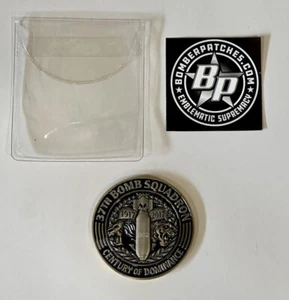 BOMBERPATCHES.COM
BP
EMBLEMATIC SUPREMACY
37TH BOMB SQUADRON
CENTURY OF DOMINANCE